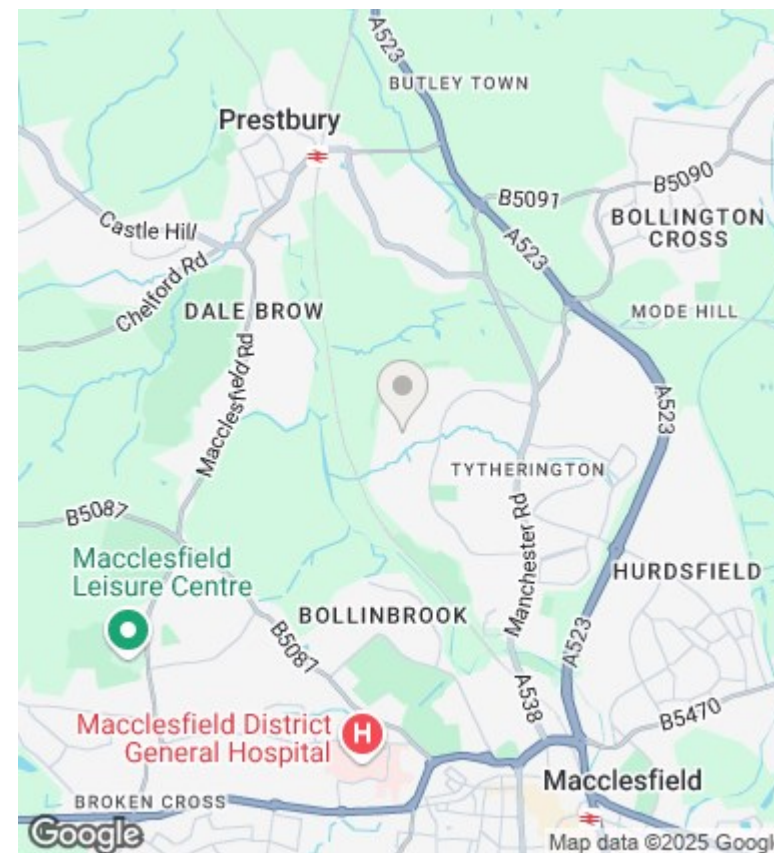 A523
BUTLEY TOWN
Prestbury
B5090
B5091
BOLLINGTON
CROSS
Castle Hill
A523
Chelford Rd
DALE BROW
MODE HILL
Macclesfield Rd
A523
TYTHERINGTON
B5087
Manchester Rd
Macclesfield
Leisure Centre
HURDSFIELD
BOLLINBROOK
B5087
A523
A538
B5470
Macclesfield District
General Hospital
H
Macclesfield
BROKEN CROSS
Google
Map data ©2025 Googl